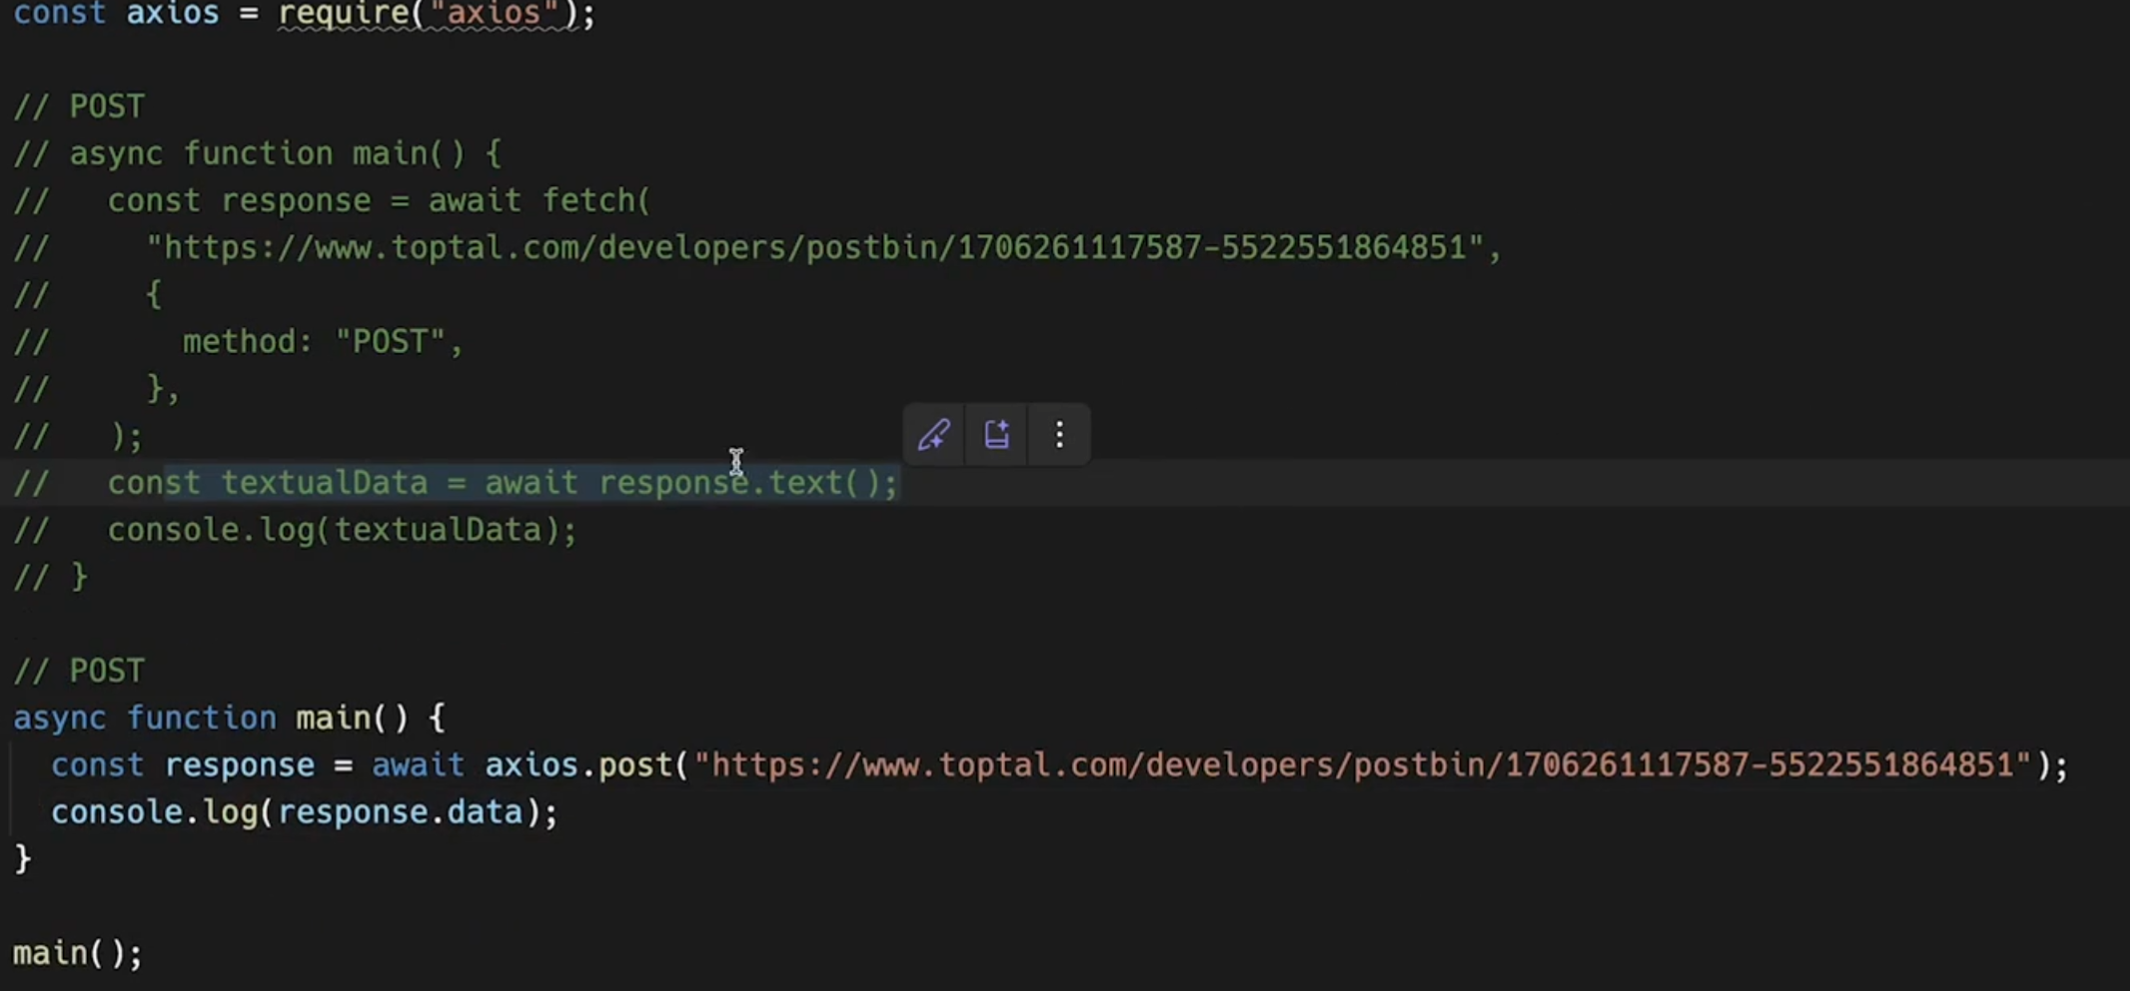 const axios = require("axios");
// POST
// async function main() {
//   const response = await fetch(
//     "https://www.toptal.com/developers/postbin/1706261117587-5522551864851",
//     {
//       method: "POST",
//     },
//   );
//   const textualData = await response.text();
//   console.log(textualData);
// }
// POST
async function main() {
  const response = await axios.post("https://www.toptal.com/developers/postbin/1706261117587-5522551864851");
  console.log(response.data);
}
main();